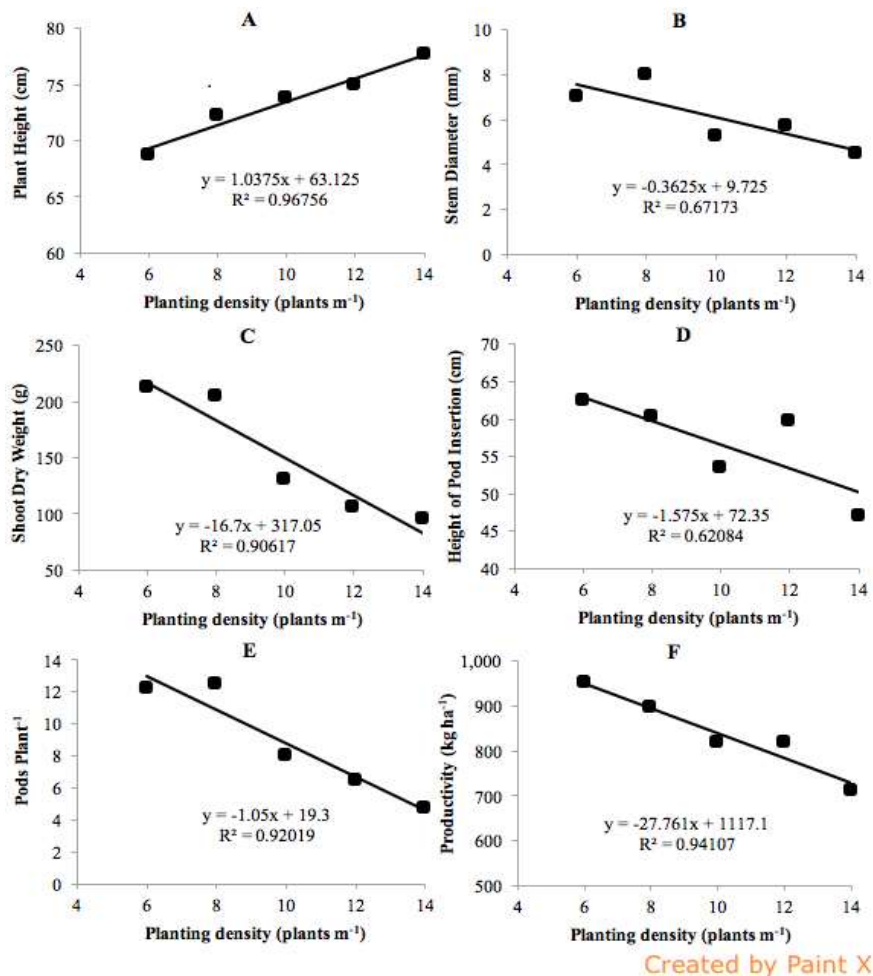 A
Plant Height (cm)
80
75
70
65
60
y = 1.0375x + 63.125
R² = 0.96756
4 6 8 10 12 14
Planting density (plants m⁻¹)
B
Stem Diameter (mm)
10
8
6
4
2
0
y = -0.3625x + 9.725
R² = 0.67173
4 6 8 10 12 14
Planting density (plants m⁻¹)
C
Shoot Dry Weight (g)
250
200
150
100
50
y = -16.7x + 317.05
R² = 0.90617
4 6 8 10 12 14
Planting density (plants m⁻¹)
D
Height of Pod Insertion (cm)
70
65
60
55
50
45
40
y = -1.575x + 72.35
R² = 0.62084
4 6 8 10 12 14
Planting density (plants m⁻¹)
E
Pods Plant⁻¹
14
12
10
8
6
4
2
0
y = -1.05x + 19.3
R² = 0.92019
4 6 8 10 12 14
Planting density (plants m⁻¹)
F
Productivity (kg ha⁻¹)
1,000
900
800
700
600
500
y = -27.761x + 1117.1
R² = 0.94107
4 6 8 10 12 14
Planting density (plants m⁻¹)
Created by Paint X